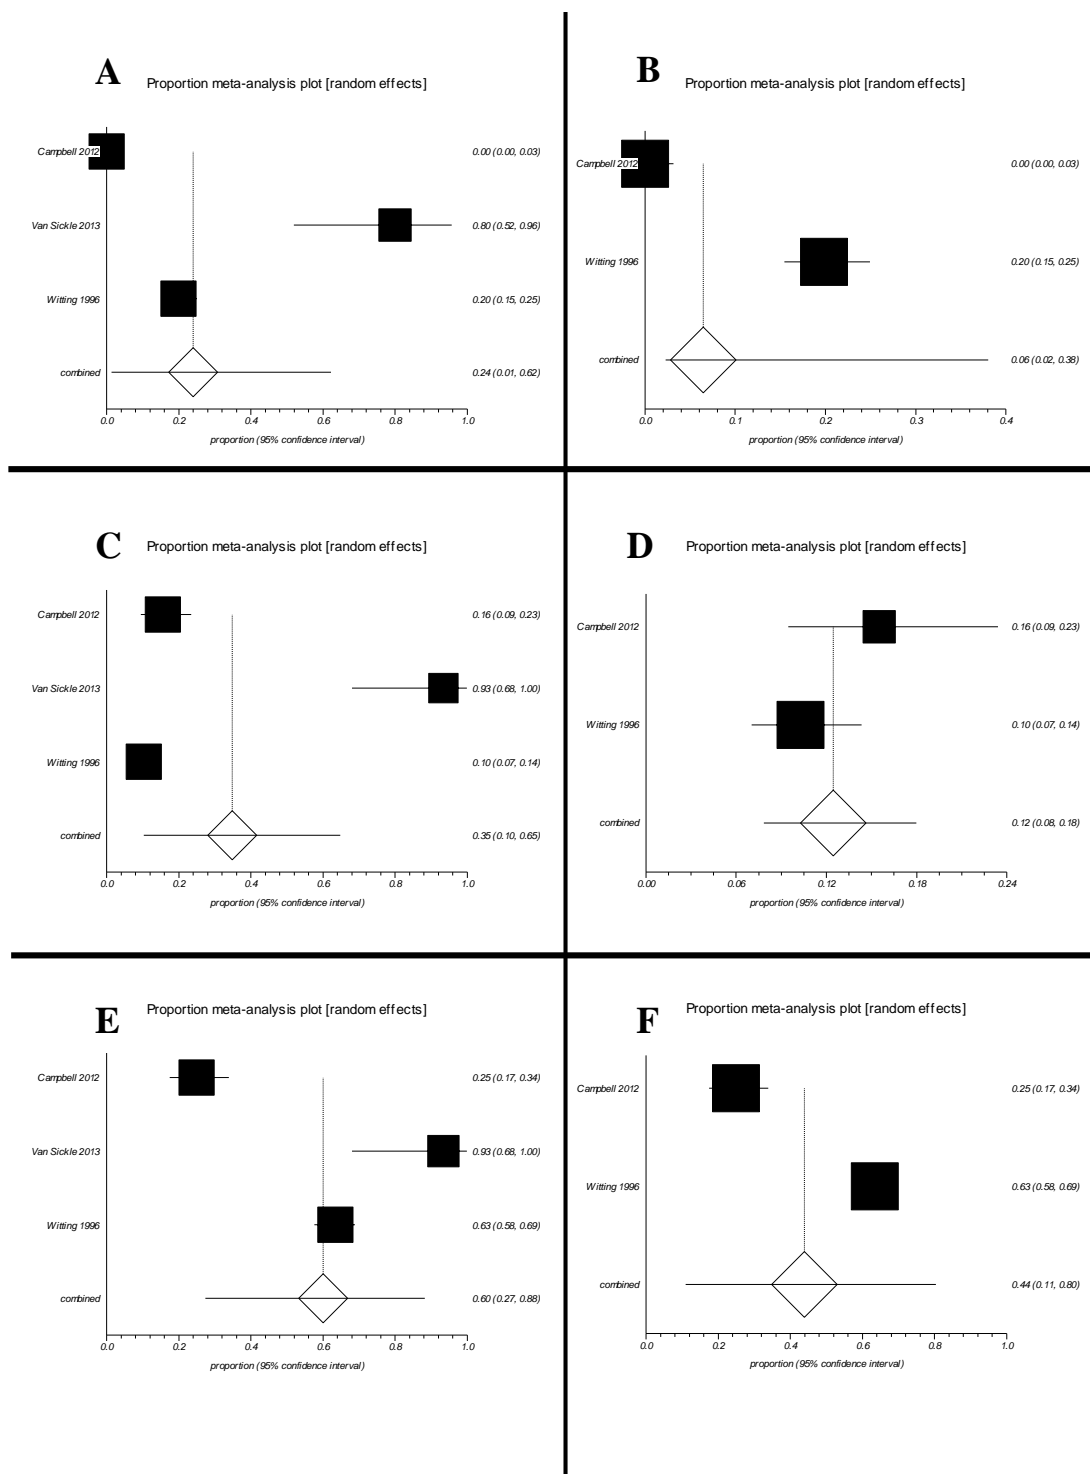 A
Proportion meta-analysis plot [random effects]
Campbell 2012 0.00 (0.00, 0.03)
Van Sickle 2013 0.80 (0.52, 0.96)
Witting 1996 0.20 (0.15, 0.25)
combined 0.24 (0.01, 0.62)
0.0 0.2 0.4 0.6 0.8 1.0
proportion (95% confidence interval)
B
Proportion meta-analysis plot [random effects]
Campbell 2012 0.00 (0.00, 0.03)
Witting 1996 0.20 (0.15, 0.25)
combined 0.06 (0.02, 0.38)
0.0 0.1 0.2 0.3 0.4
proportion (95% confidence interval)
C
Proportion meta-analysis plot [random effects]
Campbell 2012 0.16 (0.09, 0.23)
Van Sickle 2013 0.93 (0.68, 1.00)
Witting 1996 0.10 (0.07, 0.14)
combined 0.35 (0.10, 0.65)
0.0 0.2 0.4 0.6 0.8 1.0
proportion (95% confidence interval)
D
Proportion meta-analysis plot [random effects]
Campbell 2012 0.16 (0.09, 0.23)
Witting 1996 0.10 (0.07, 0.14)
combined 0.12 (0.08, 0.18)
0.00 0.06 0.12 0.18 0.24
proportion (95% confidence interval)
E
Proportion meta-analysis plot [random effects]
Campbell 2012 0.25 (0.17, 0.34)
Van Sickle 2013 0.93 (0.68, 1.00)
Witting 1996 0.63 (0.58, 0.69)
combined 0.60 (0.27, 0.88)
0.0 0.2 0.4 0.6 0.8 1.0
proportion (95% confidence interval)
F
Proportion meta-analysis plot [random effects]
Campbell 2012 0.25 (0.17, 0.34)
Witting 1996 0.63 (0.58, 0.69)
combined 0.44 (0.11, 0.80)
0.0 0.2 0.4 0.6 0.8 1.0
proportion (95% confidence interval)